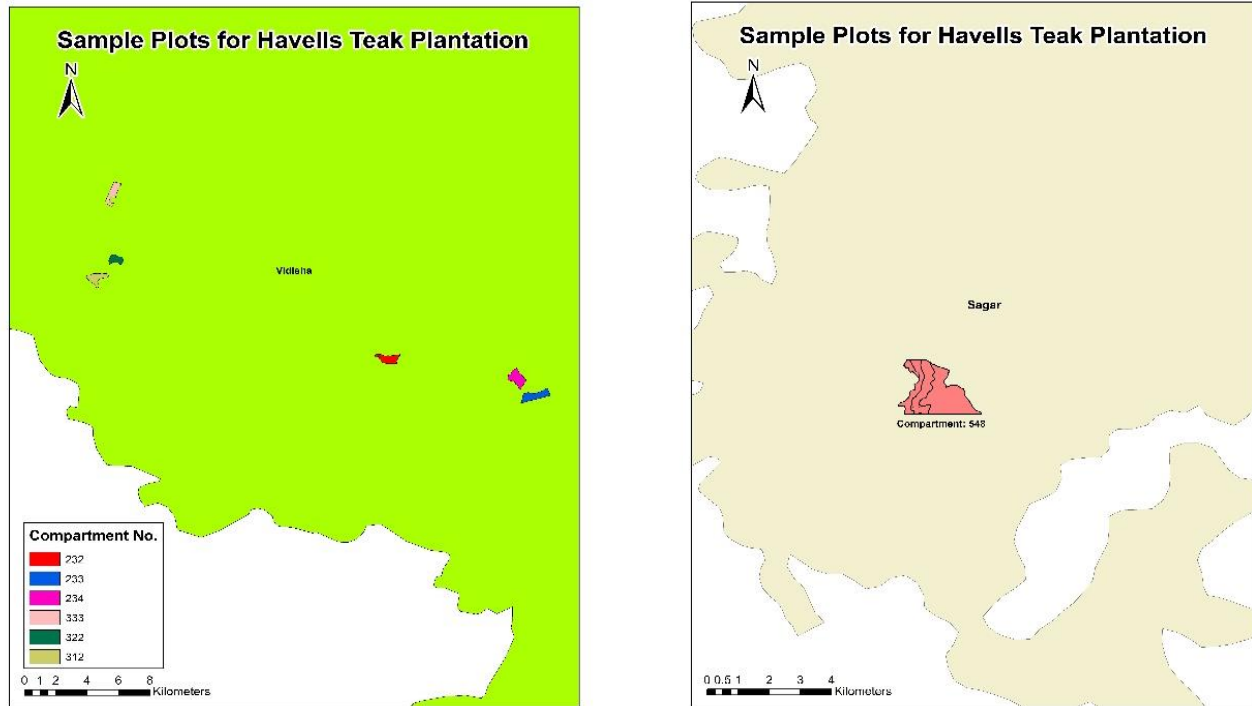 Sample Plots for Havells Teak Plantation
N
Vidisha
Compartment No.
232
233
234
333
322
312
0 1 2 4 6 8
Kilometers
Sample Plots for Havells Teak Plantation
N
Sagar
Compartment: 548
0 0.5 1 2 3 4
Kilometers